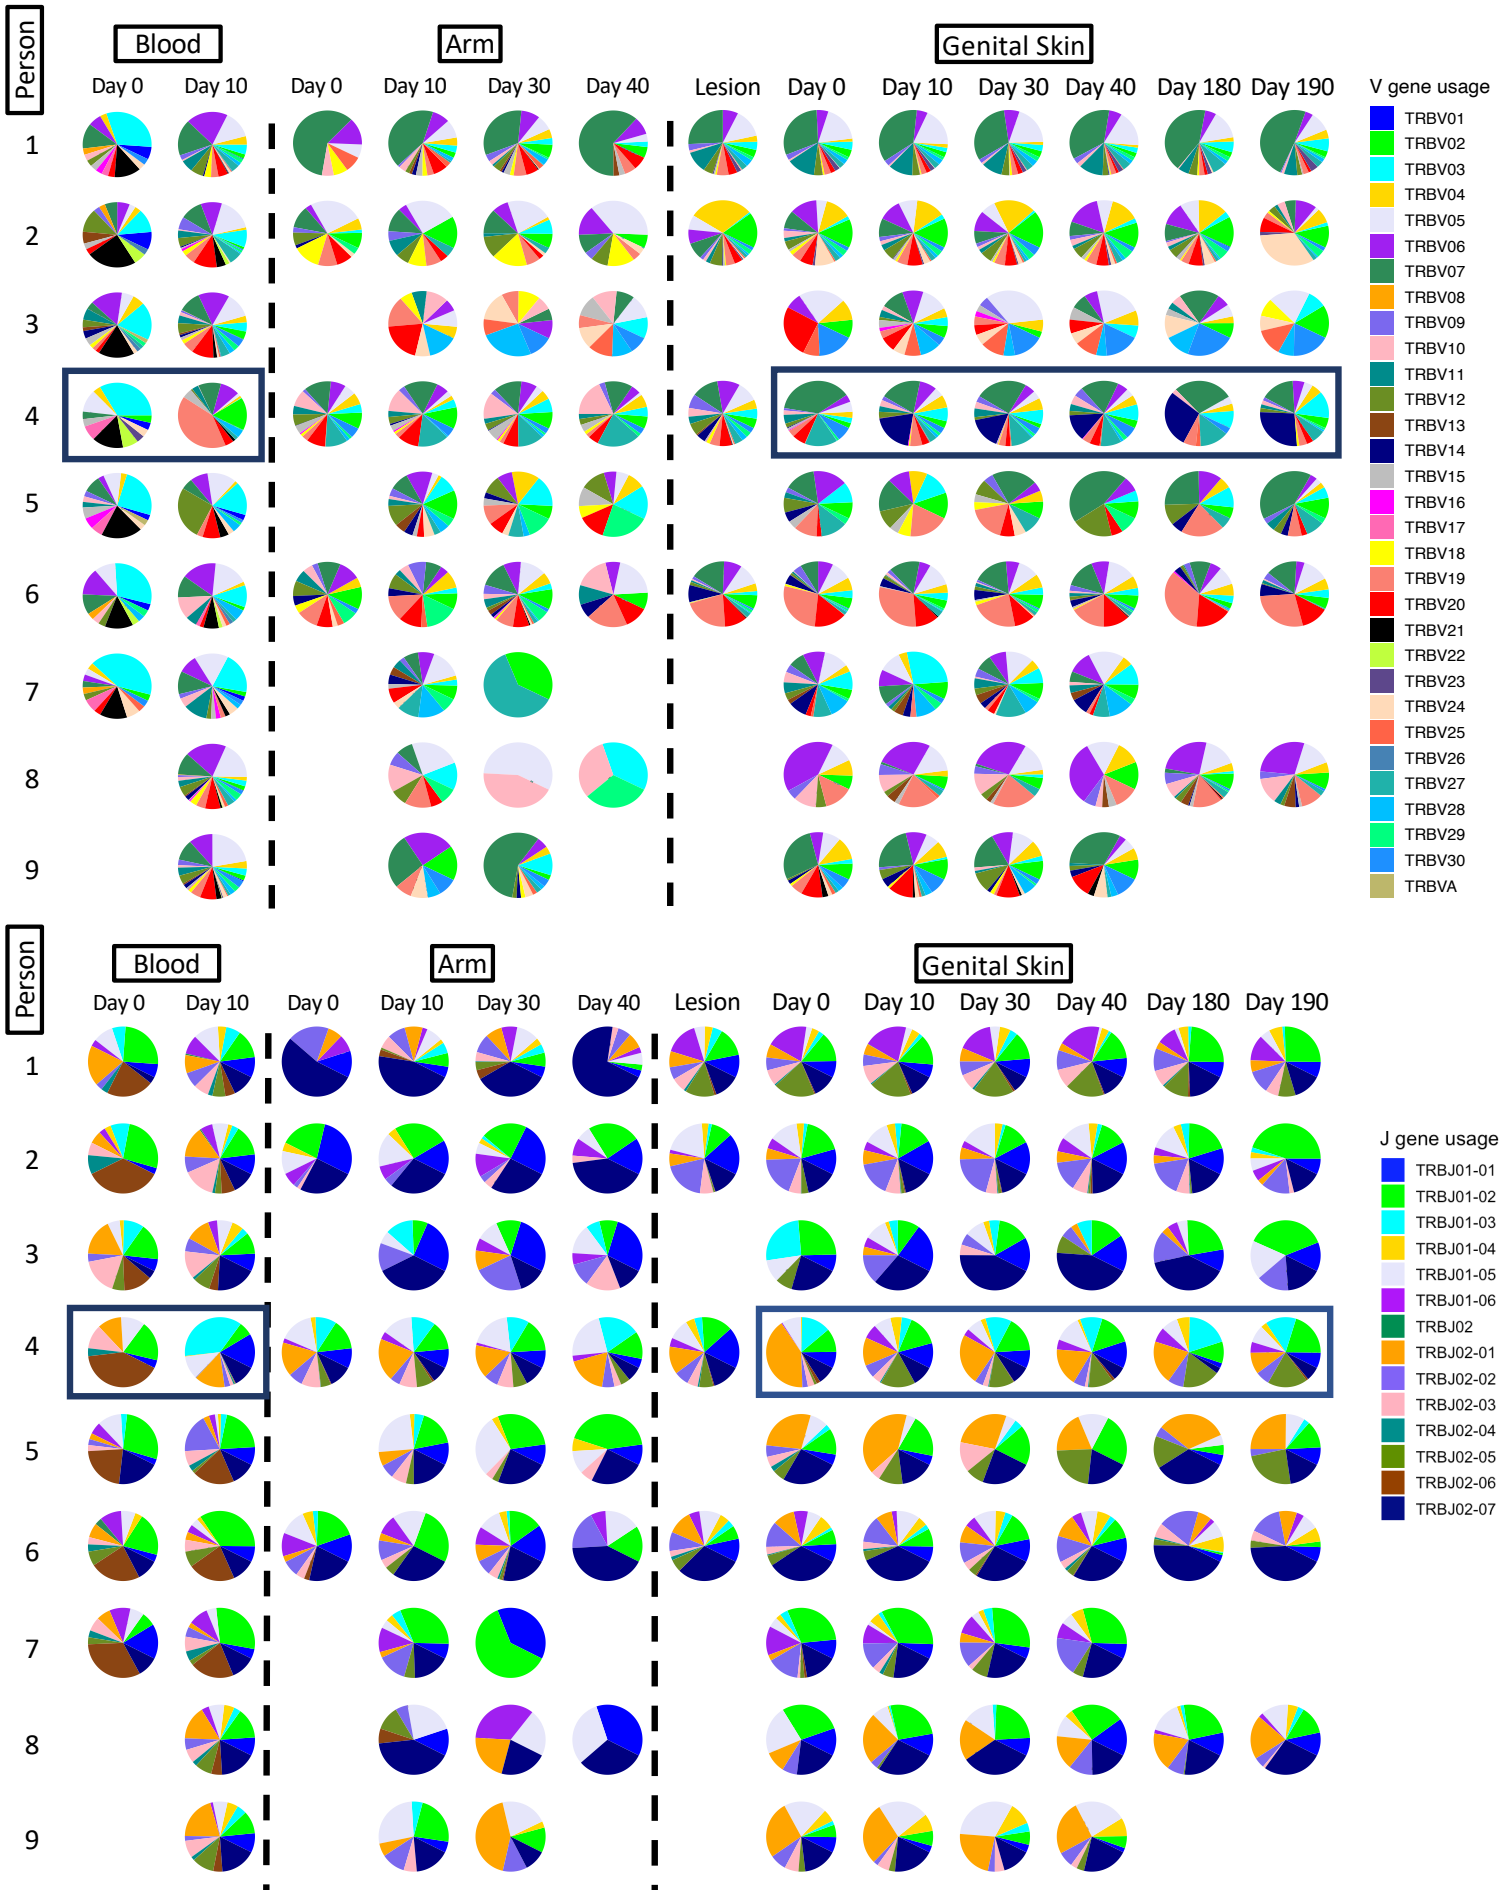 Person
Blood
Arm
Genital Skin
Day 0
Day 10
Day 0
Day 10
Day 30
Day 40
Lesion
Day 0
Day 10
Day 30
Day 40
Day 180
Day 190
1
2
3
4
5
6
7
8
9
V gene usage
TRBV01
TRBV02
TRBV03
TRBV04
TRBV05
TRBV06
TRBV07
TRBV08
TRBV09
TRBV10
TRBV11
TRBV12
TRBV13
TRBV14
TRBV15
TRBV16
TRBV17
TRBV18
TRBV19
TRBV20
TRBV21
TRBV22
TRBV23
TRBV24
TRBV25
TRBV26
TRBV27
TRBV28
TRBV29
TRBV30
TRBVA
Person
Blood
Arm
Genital Skin
Day 0
Day 10
Day 0
Day 10
Day 30
Day 40
Lesion
Day 0
Day 10
Day 30
Day 40
Day 180
Day 190
1
2
3
4
5
6
7
8
9
J gene usage
TRBJ01-01
TRBJ01-02
TRBJ01-03
TRBJ01-04
TRBJ01-05
TRBJ01-06
TRBJ02
TRBJ02-01
TRBJ02-02
TRBJ02-03
TRBJ02-04
TRBJ02-05
TRBJ02-06
TRBJ02-07